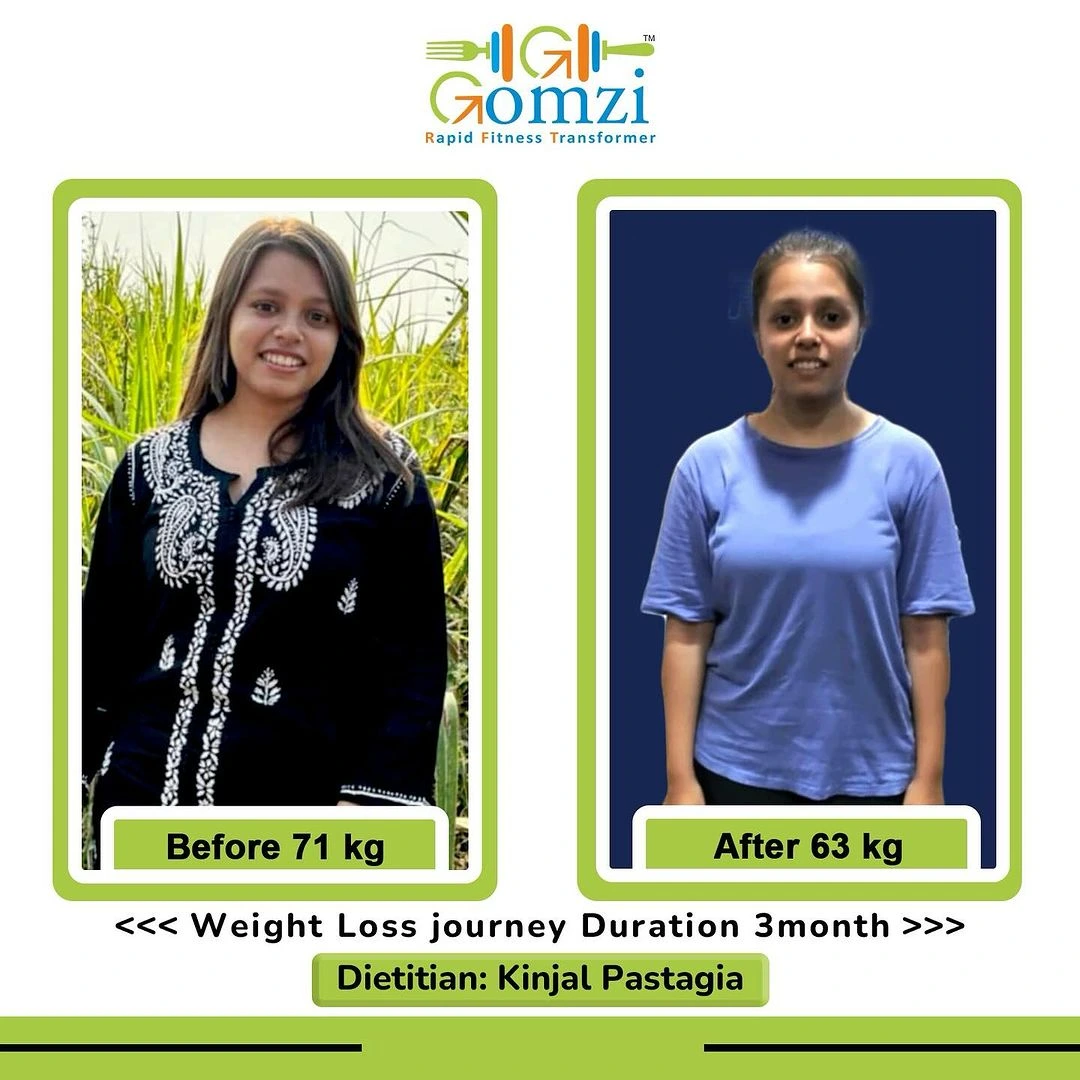 TM
Gomzi
Rapid Fitness Transformer
Before 71 kg
After 63 kg
<<< Weight Loss journey Duration 3month >>>
Dietitian: Kinjal Pastagia